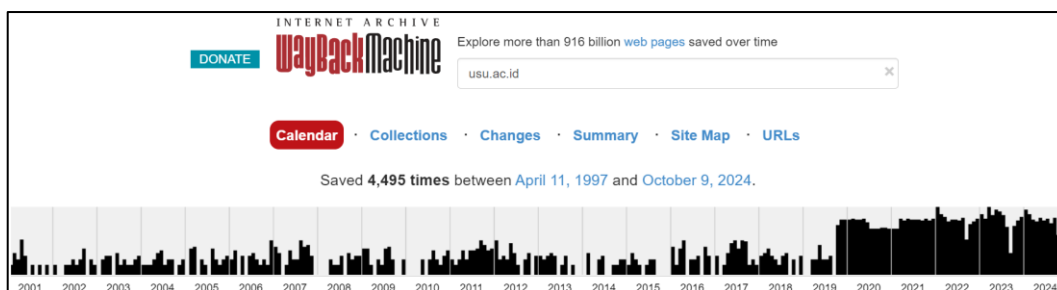 INTERNET ARCHIVE
DONATE
WayBackMachine
Explore more than 916 billion web pages saved over time
usu.ac.id ×
Calendar · Collections · Changes · Summary · Site Map · URLs
Saved 4,495 times between April 11, 1997 and October 9, 2024.
2001 2002 2003 2004 2005 2006 2007 2008 2009 2010 2011 2012 2013 2014 2015 2016 2017 2018 2019 2020 2021 2022 2023 2024